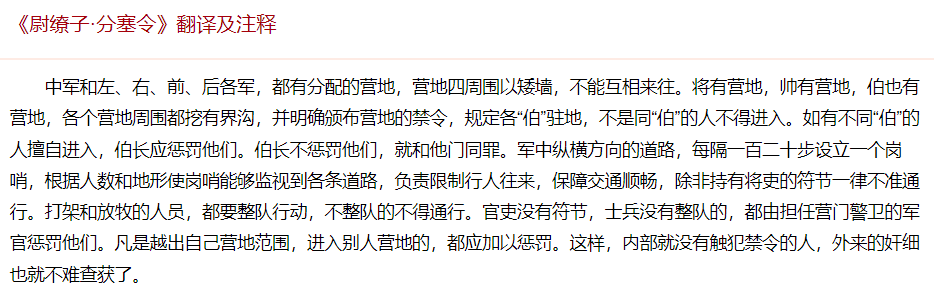 《尉缭子·分塞令》翻译及注释
中军和左、右、前、后各军，都有分配的营地，营地四周围以矮墙，不能互相来往。将有营地，帅有营地，伯也有
营地，各个营地周围都挖有界沟，并明确颁布营地的禁令，规定各“伯”驻地，不是同“伯”的人不得进入。如有不同“伯”的
人擅自进入，伯长应惩罚他们。伯长不惩罚他们，就和他门同罪。军中纵横方向的道路，每隔一百二十步设立一个岗
哨，根据人数和地形使岗哨能够监视到各条道路，负责限制行人往来，保障交通顺畅，除非持有将吏的符节一律不准通
行。打架和放牧的人员，都要整队行动，不整队的不得通行。官吏没有符节，士兵没有整队的，都由担任营门警卫的军
官惩罚他们。凡是越出自己营地范围，进入别人营地的，都应加以惩罚。这样，内部就没有触犯禁令的人，外来的奸细
也就不难查获了。